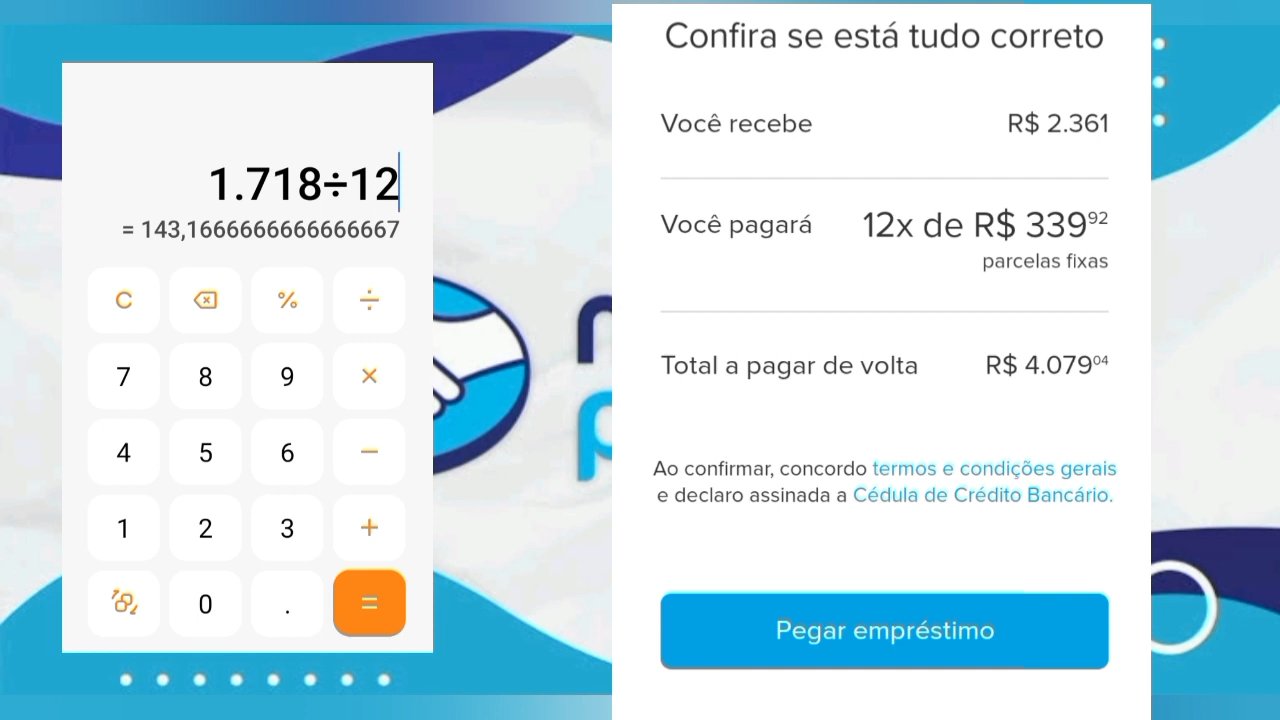 1.718÷12
= 143,1666666666666667
C % ÷
7 8 9 ×
4 5 6 −
1 2 3 +
0 . =
Confira se está tudo correto
Você recebe R$ 2.361
Você pagará 12x de R$ 339⁹²
parcelas fixas
Total a pagar de volta R$ 4.079⁰⁴
Ao confirmar, concordo termos e condições gerais
e declaro assinada a Cédula de Crédito Bancário.
Pegar empréstimo